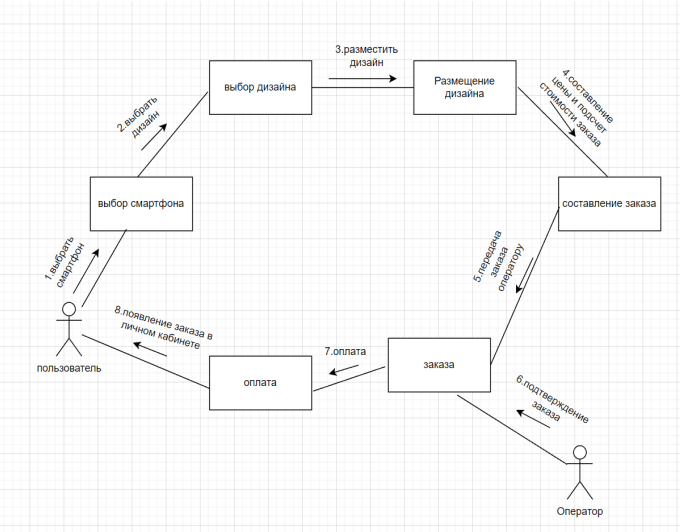 3.разместить
дизайн
выбор дизайна
Размещение
дизайна
4.составление
цены и подсчет
стоимости заказа
2.выбрать
дизайн
выбор смартфона
составление заказа
1.выбрать
смартфон
5.передача
заказа
оператору
8.появление заказа в
личном кабинете
7.оплата
заказа
пользователь
оплата
6.подтверждение
заказа
Оператор